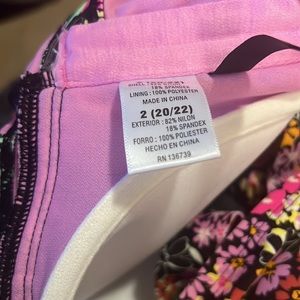 18% SPANDEX
LINING : 100% POLYESTER
MADE IN CHINA
2 (20/22)
EXTERIOR : 82% NILON
18% SPANDEX
FORRO : 100% POLIESTER
HECHO EN CHINA
RN 136739